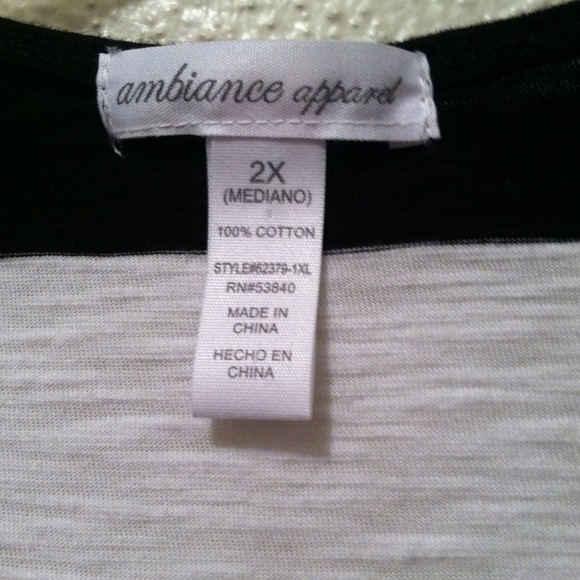 ambiance apparel
2X
(MEDIANO)
100% COTTON
STYLE#62379-1XL
RN#53840
MADE IN
CHINA
HECHO EN
CHINA